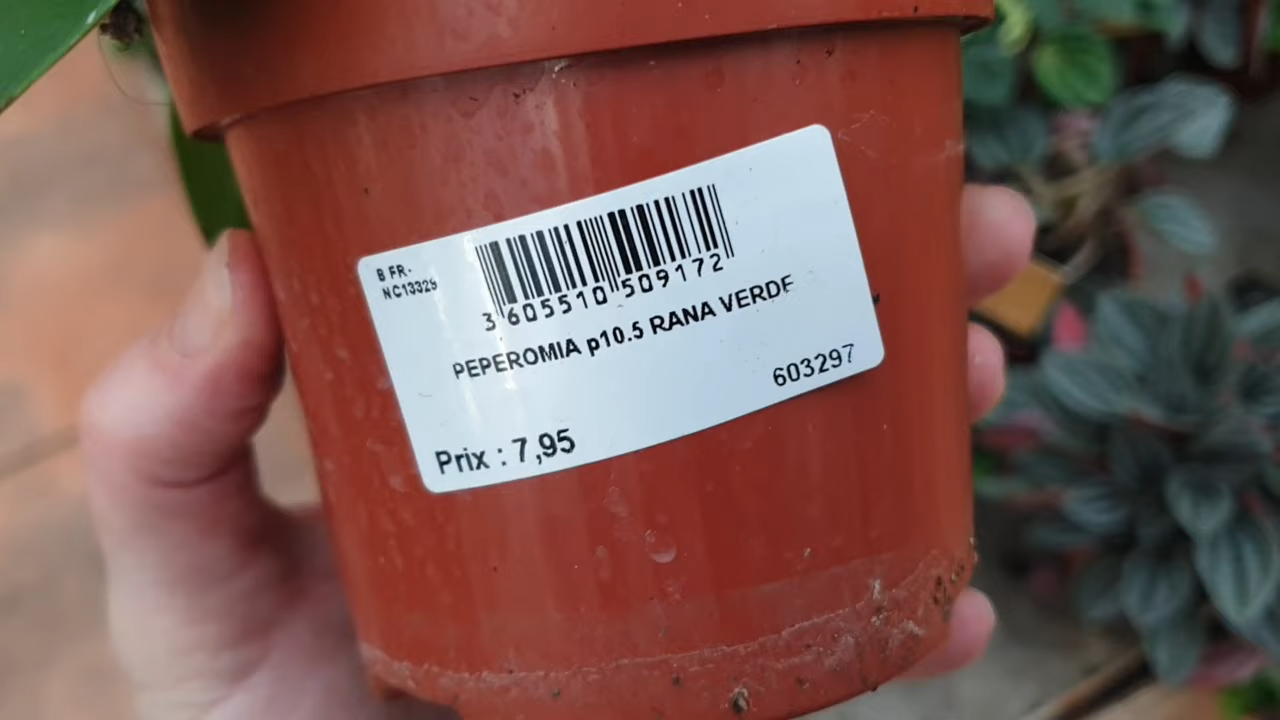 B FR-
NC13329
3 605510 509172
PEPEROMIA p10.5 RANA VERDE
603297
Prix : 7,95